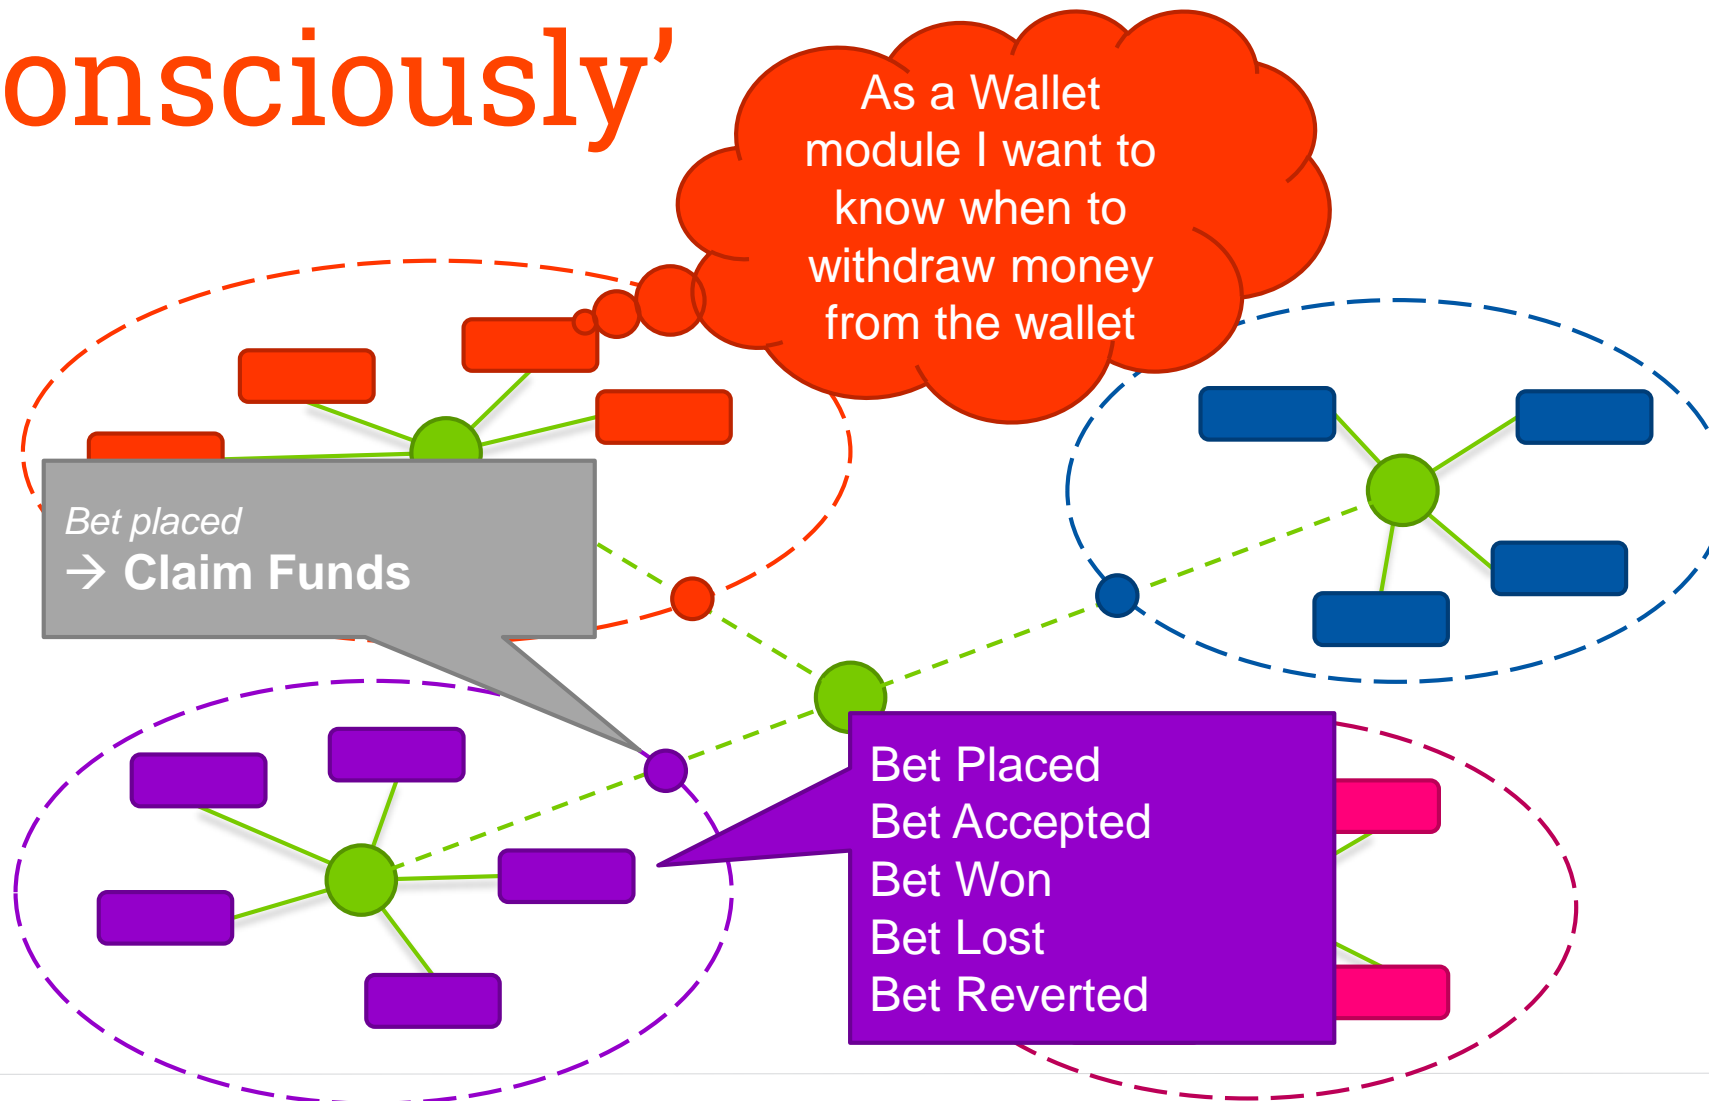 onsciously’
As a Wallet
module I want to
know when to
withdraw money
from the wallet
Bet placed
→ Claim Funds
Bet Placed
Bet Accepted
Bet Won
Bet Lost
Bet Reverted